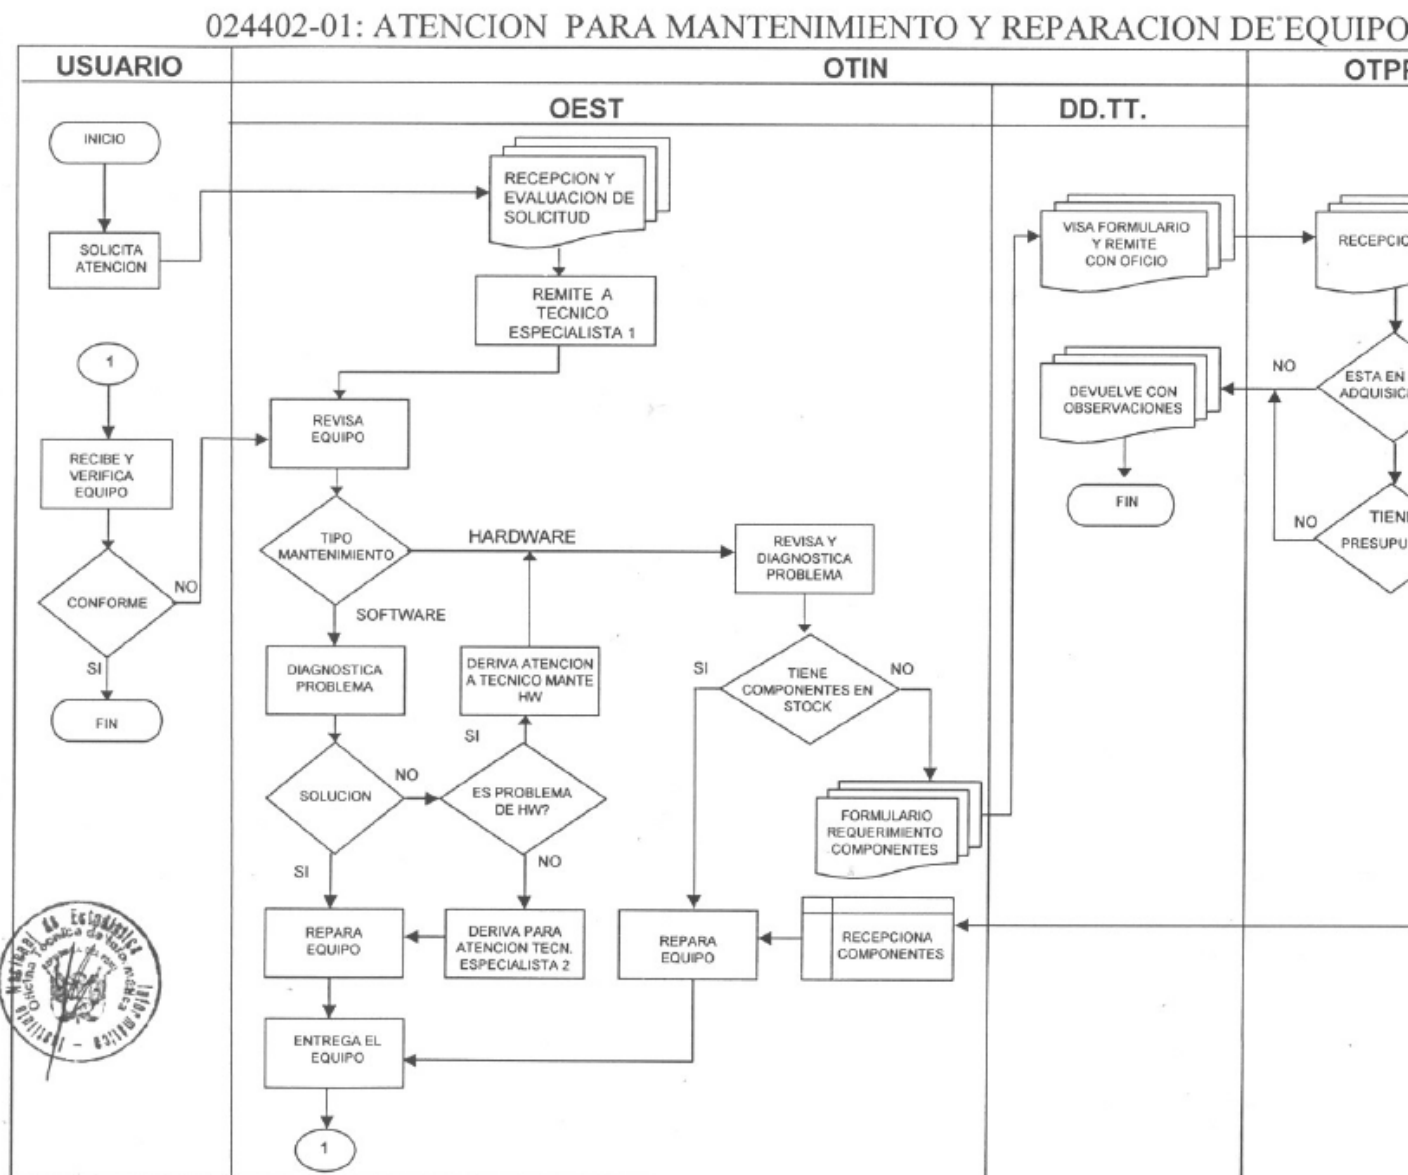 024402-01: ATENCION PARA MANTENIMIENTO Y REPARACION DE EQUIPO
USUARIO
OTIN
OEST
DD.TT.
INICIO
SOLICITA
ATENCION
RECEPCION Y
EVALUACION DE
SOLICITUD
REMITE A
TECNICO
ESPECIALISTA 1
VISA FORMULARIO
Y REMITE
CON OFICIO
1
RECIBE Y
VERIFICA
EQUIPO
CONFORME
NO
SI
FIN
REVISA
EQUIPO
TIPO
MANTENIMIENTO
HARDWARE
SOFTWARE
REVISA Y
DIAGNOSTICA
PROBLEMA
DEVUELVE CON
OBSERVACIONES
FIN
NO
ESTA EN
NO
DIAGNOSTICA
PROBLEMA
DERIVA ATENCION
A TECNICO MANTE
HW
SI
TIENE
COMPONENTES EN
STOCK
NO
SOLUCION
NO
SI
ES PROBLEMA
DE HW?
SI
NO
FORMULARIO
REQUERIMIENTO
COMPONENTES
REPARA
EQUIPO
DERIVA PARA
ATENCION TECN.
ESPECIALISTA 2
REPARA
EQUIPO
RECEPCIONA
COMPONENTES
ENTREGA EL
EQUIPO
1